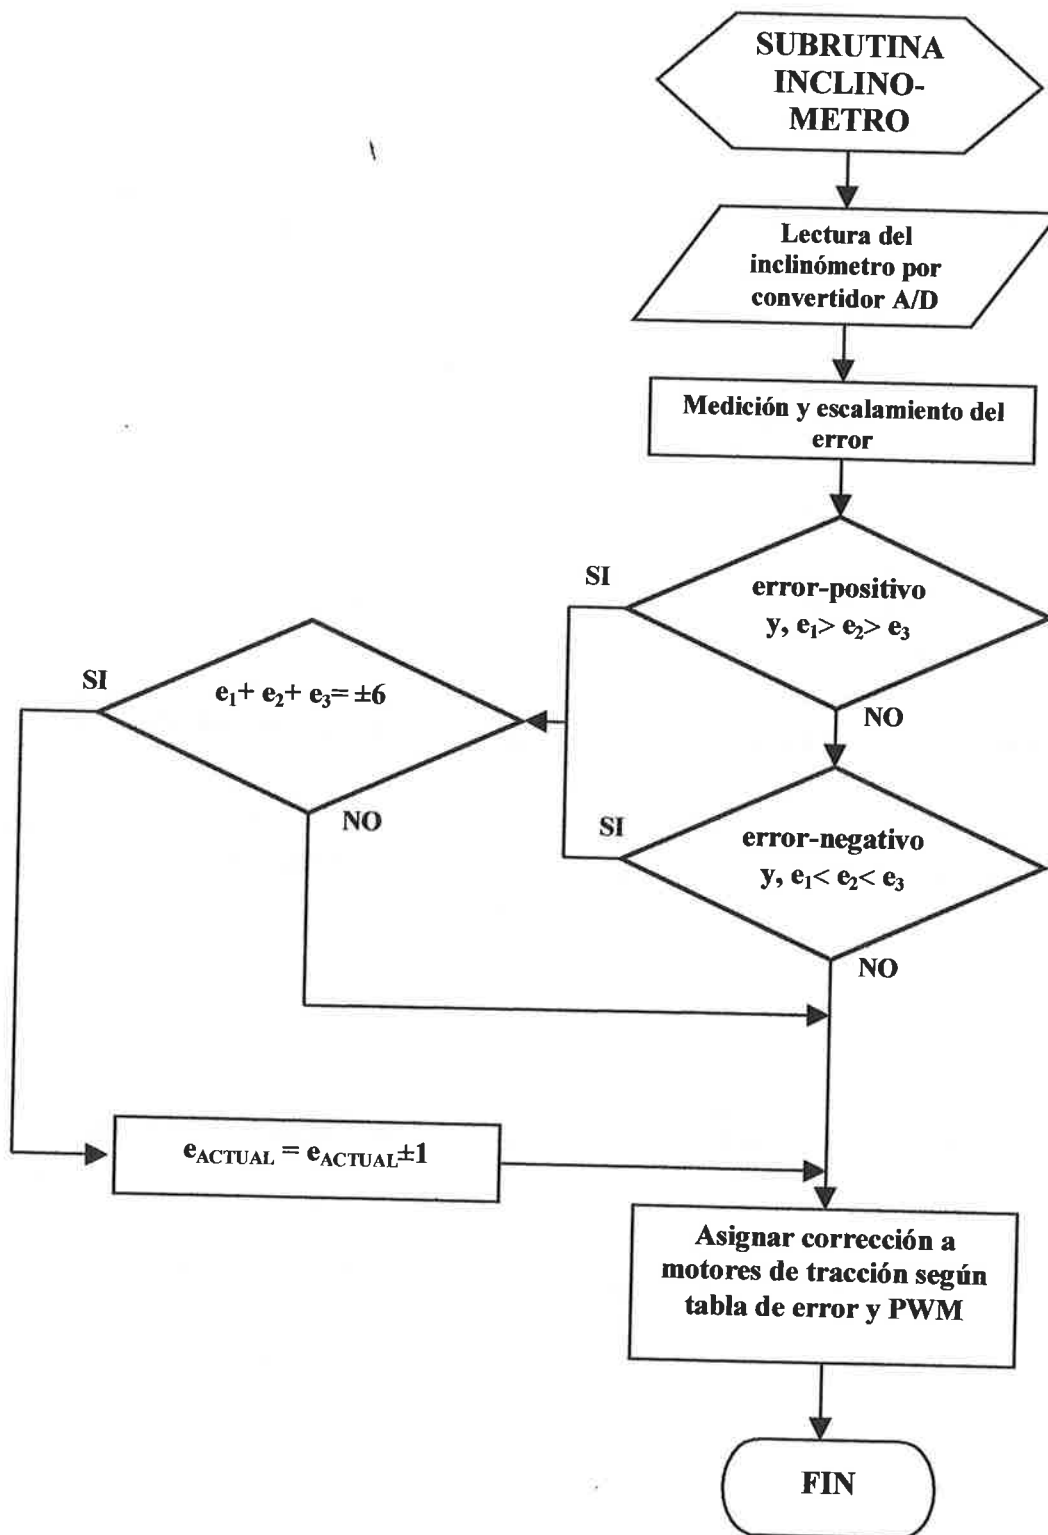 SUBRUTINA
INCLINO-
METRO
Lectura del
inclinómetro por
convertidor A/D
Medición y escalamiento del
error
SI
error-positivo
y, e₁> e₂> e₃
NO
SI
e₁+ e₂+ e₃= ±6
NO
SI
error-negativo
y, e₁< e₂< e₃
NO
e_ACTUAL = e_ACTUAL±1
Asignar corrección a
motores de tracción según
tabla de error y PWM
FIN